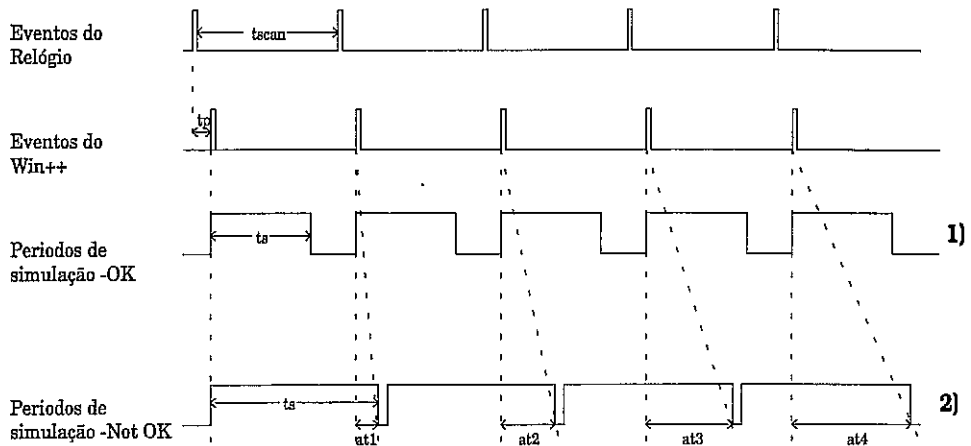 Eventos do
Relógio
tscan
Eventos do
Win++
tp
Periodos de
simulação -OK
ts
1)
Periodos de
simulação -Not OK
ts
at1
at2
at3
at4
2)